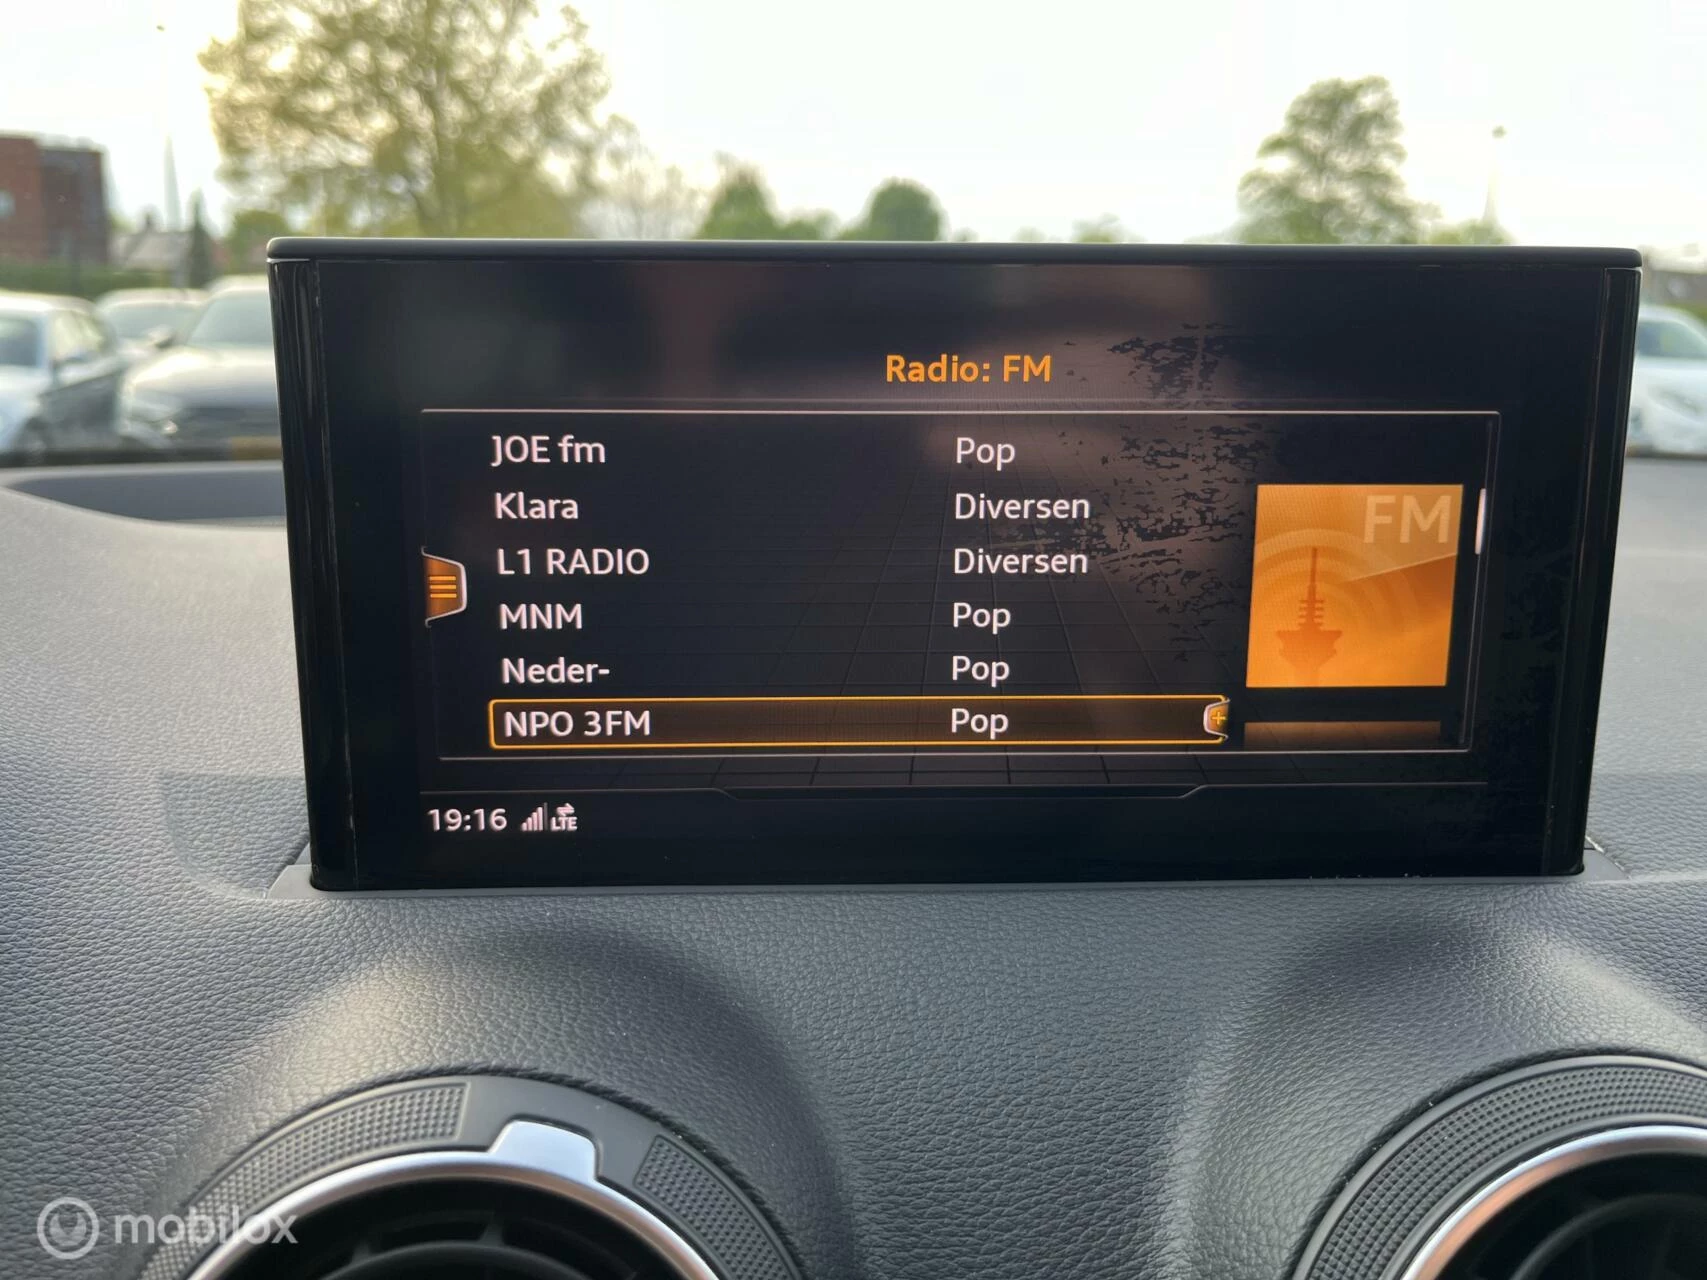 Radio: FM
JOE fm Pop
Klara Diversen
L1 RADIO Diversen
MNM Pop
Neder- Pop
NPO 3FM Pop
FM
19:16 LTE
mobilox